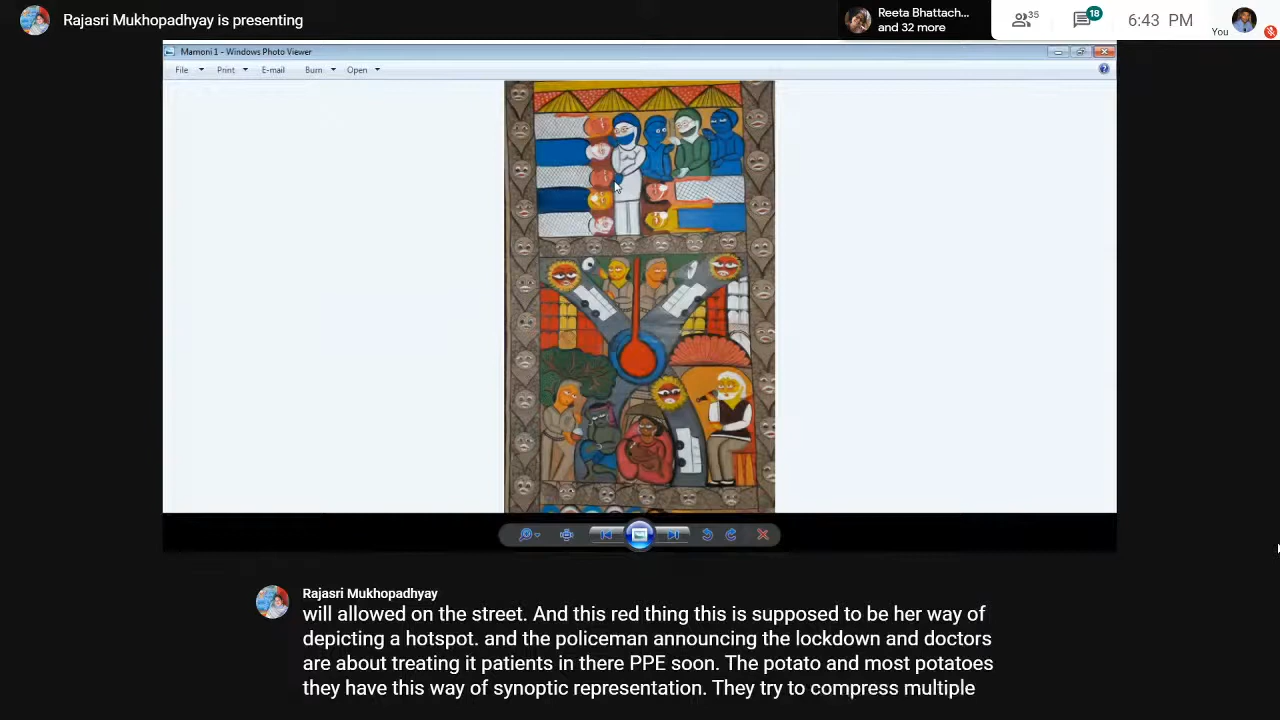 Rajasri Mukhopadhyay is presenting
Reeta Bhattach...
and 32 more
35
18
6:43 PM
You
Mamoni 1 - Windows Photo Viewer
File Print E-mail Burn Open
Rajasri Mukhopadhyay
will allowed on the street. And this red thing this is supposed to be her way of
depicting a hotspot. and the policeman announcing the lockdown and doctors
are about treating it patients in there PPE soon. The potato and most potatoes
they have this way of synoptic representation. They try to compress multiple